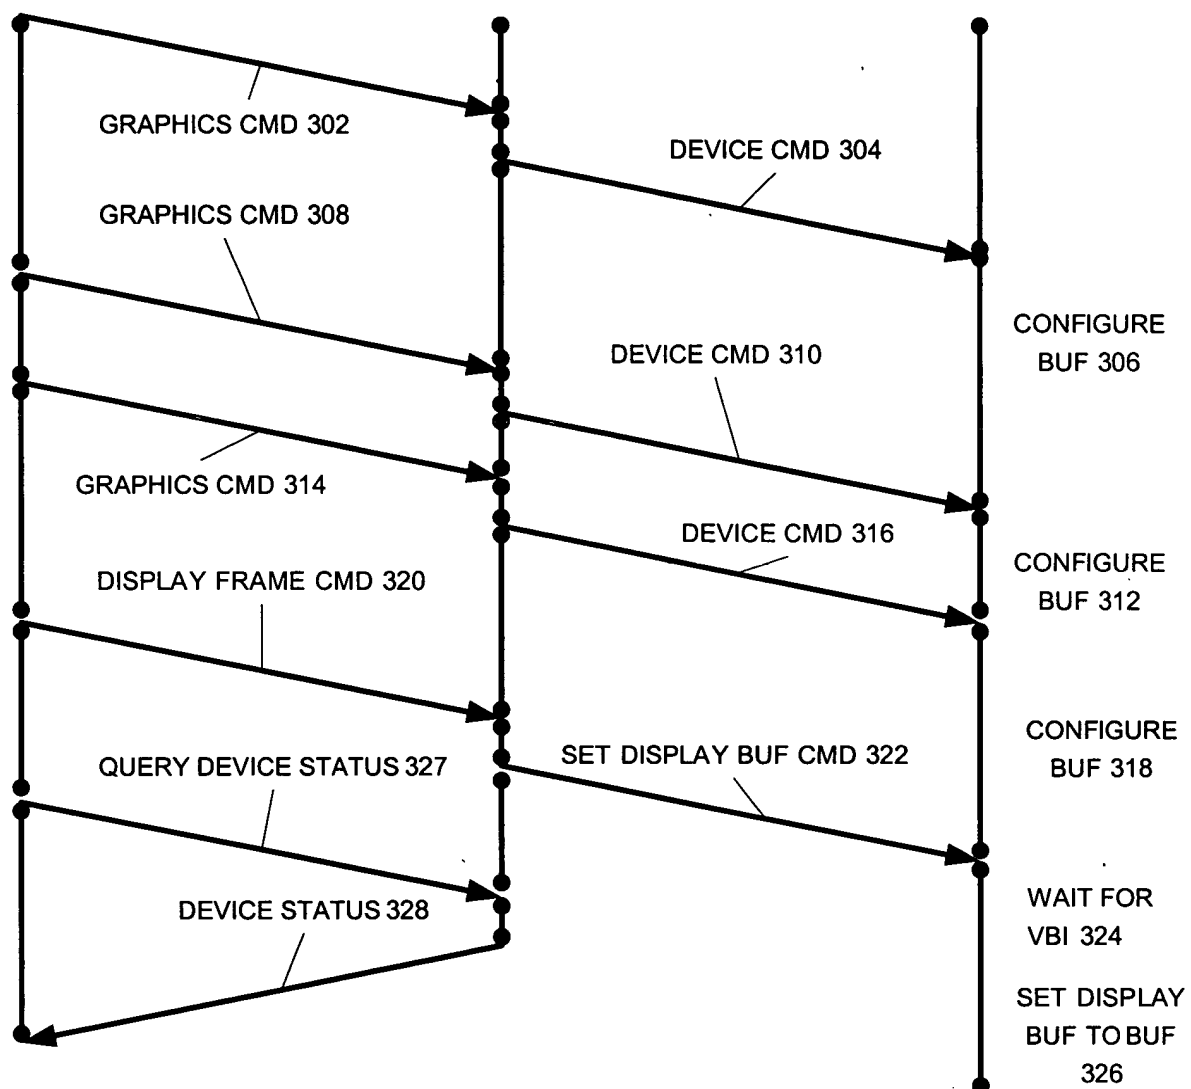 GRAPHICS CMD 302
DEVICE CMD 304
GRAPHICS CMD 308
CONFIGURE
BUF 306
DEVICE CMD 310
GRAPHICS CMD 314
DEVICE CMD 316
CONFIGURE
BUF 312
DISPLAY FRAME CMD 320
CONFIGURE
BUF 318
SET DISPLAY BUF CMD 322
QUERY DEVICE STATUS 327
WAIT FOR
VBI 324
DEVICE STATUS 328
SET DISPLAY
BUF TO BUF
326